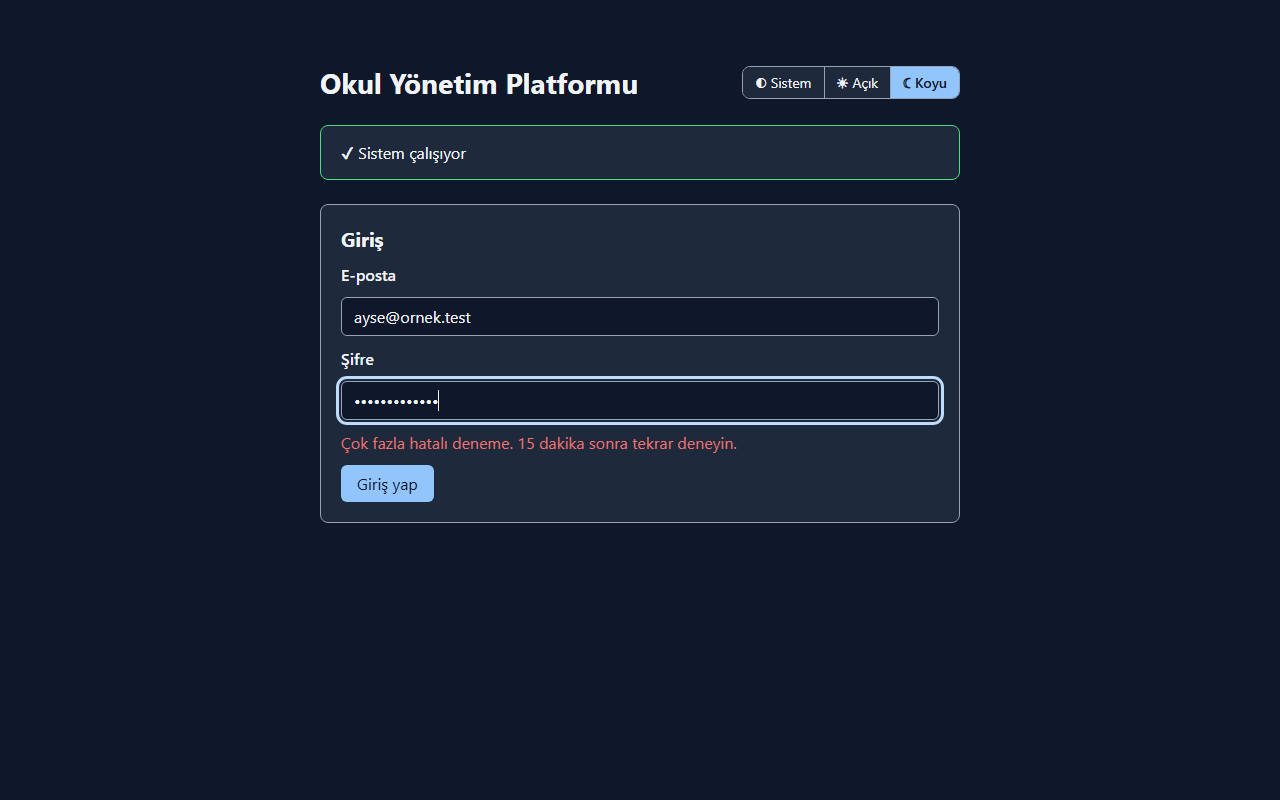 Okul Yönetim Platformu
◐ Sistem ☀ Açık ☾ Koyu
✓ Sistem çalışıyor
Giriş
E-posta
ayse@ornek.test
Şifre
•••••••••••••
Çok fazla hatalı deneme. 15 dakika sonra tekrar deneyin.
Giriş yap